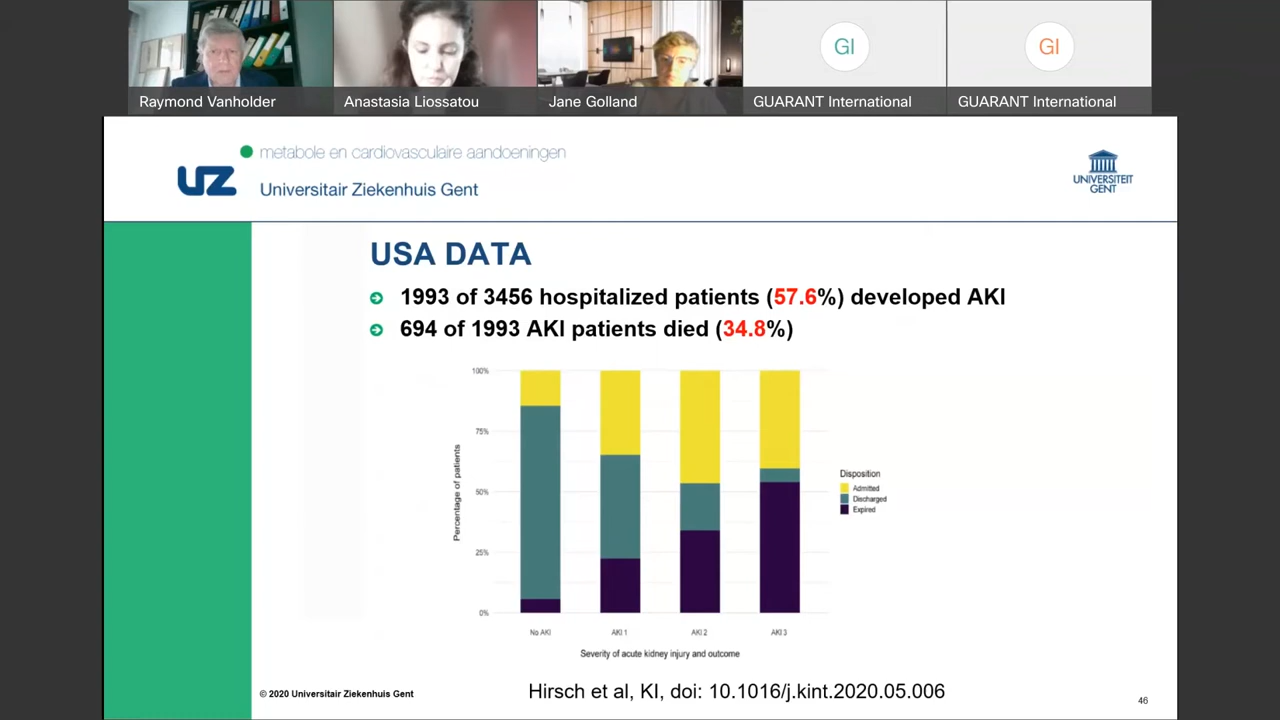 Raymond Vanholder
Anastasia Liossatou
Jane Golland
GI
GUARANT International
GI
GUARANT International
metabole en cardiovasculaire aandoeningen
UZ
Universitair Ziekenhuis Gent
UNIVERSITEIT
GENT
USA DATA
1993 of 3456 hospitalized patients (57.6%) developed AKI
694 of 1993 AKI patients died (34.8%)
100%
75%
50%
25%
0%
Percentage of patients
No AKI
AKI 1
AKI 2
AKI 3
Severity of acute kidney injury and outcome
Disposition
Admitted
Discharged
Expired
Hirsch et al, KI, doi: 10.1016/j.kint.2020.05.006
© 2020 Universitair Ziekenhuis Gent
46